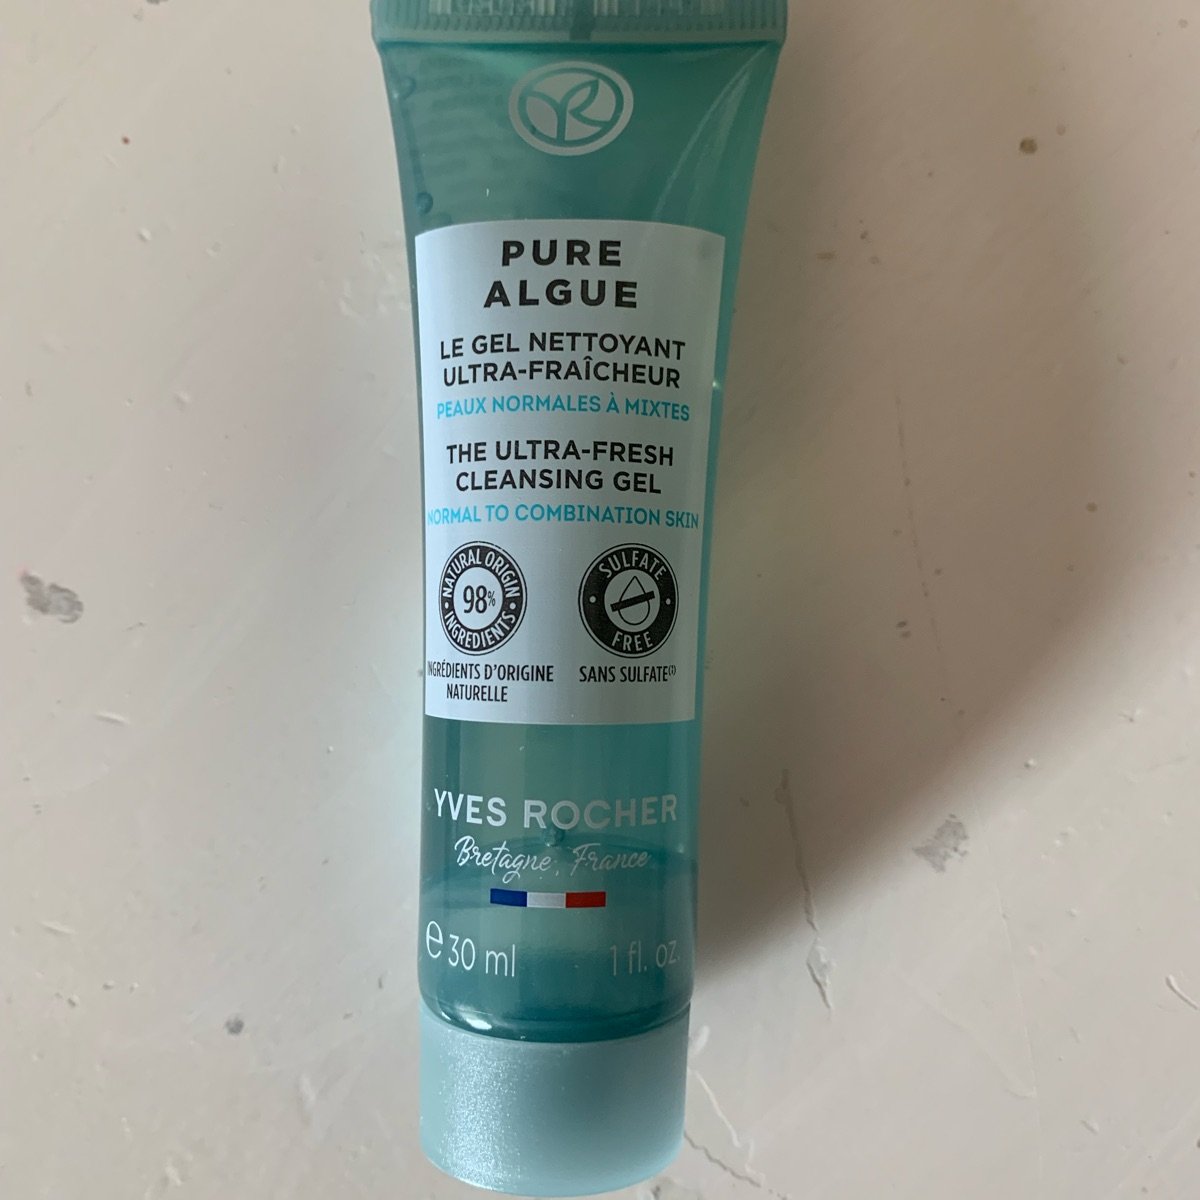 YR
PURE
ALGUE
LE GEL NETTOYANT
ULTRA-FRAÎCHEUR
PEAUX NORMALES À MIXTES
THE ULTRA-FRESH
CLEANSING GEL
NORMAL TO COMBINATION SKIN
NATURAL ORIGIN
98%
INGREDIENTS
SULFATE
FREE
INGRÉDIENTS D'ORIGINE
NATURELLE
SANS SULFATE(1)
YVES ROCHER
Bretagne, France
e 30 ml 1 fl. oz.